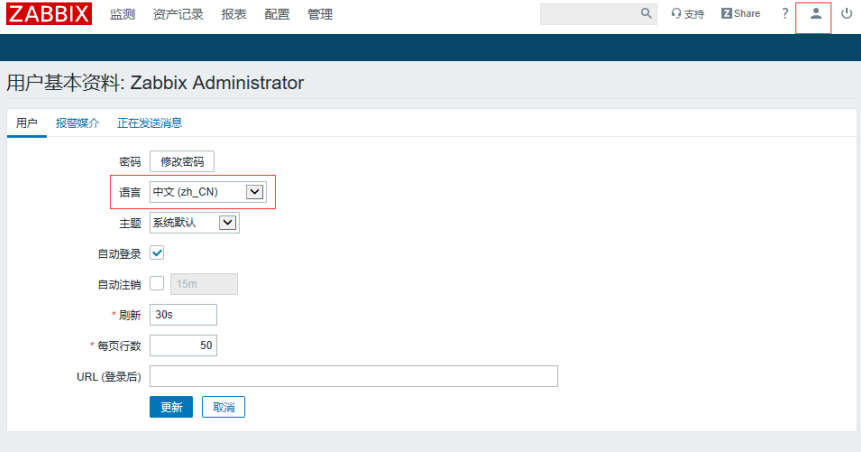 ZABBIX 监测 资产记录 报表 配置 管理 支持 Z Share ?
用户基本资料: Zabbix Administrator
用户 报警媒介 正在发送消息
密码 修改密码
语言 中文 (zh_CN)
主题 系统默认
自动登录
自动注销 15m
* 刷新 30s
* 每页行数 50
URL (登录后)
更新 取消